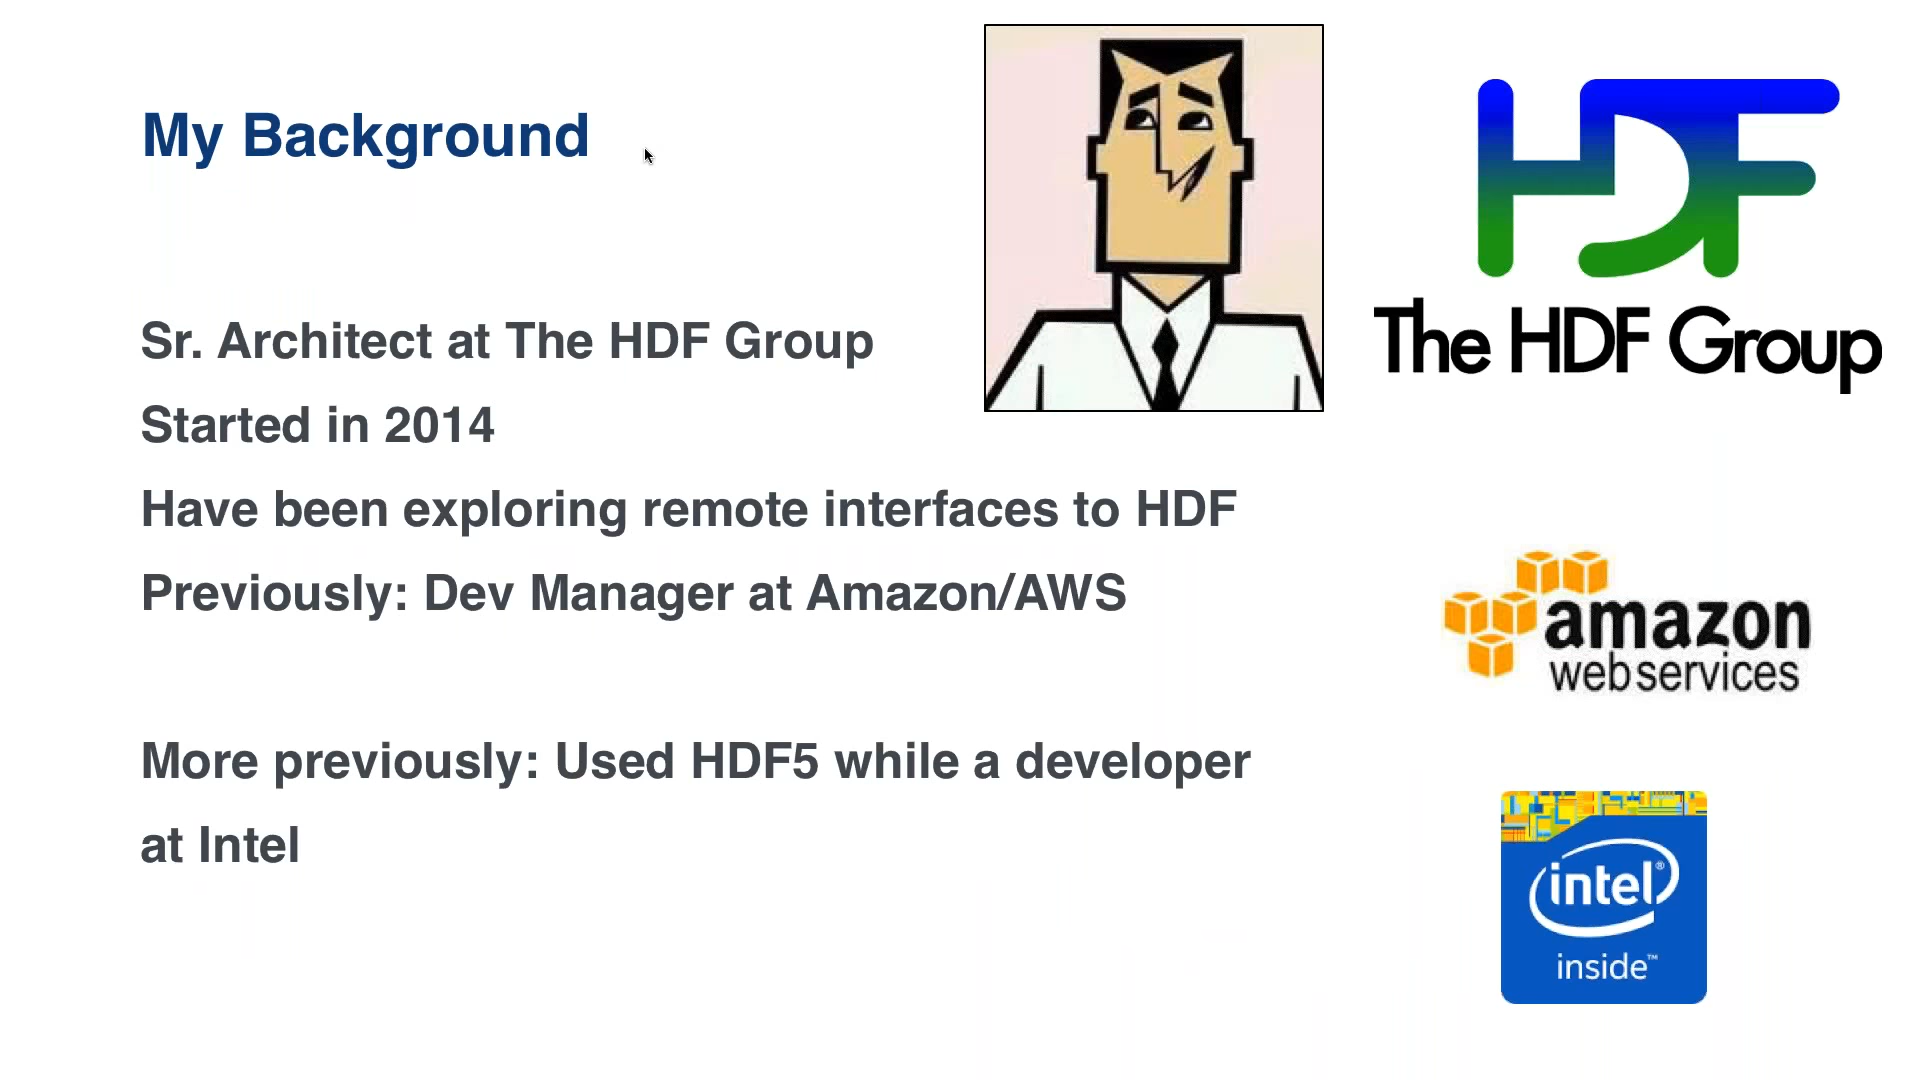 My Background
Sr. Architect at The HDF Group
Started in 2014
Have been exploring remote interfaces to HDF
Previously: Dev Manager at Amazon/AWS
More previously: Used HDF5 while a developer
at Intel
HDF
The HDF Group
amazon
webservices
intel®
inside™